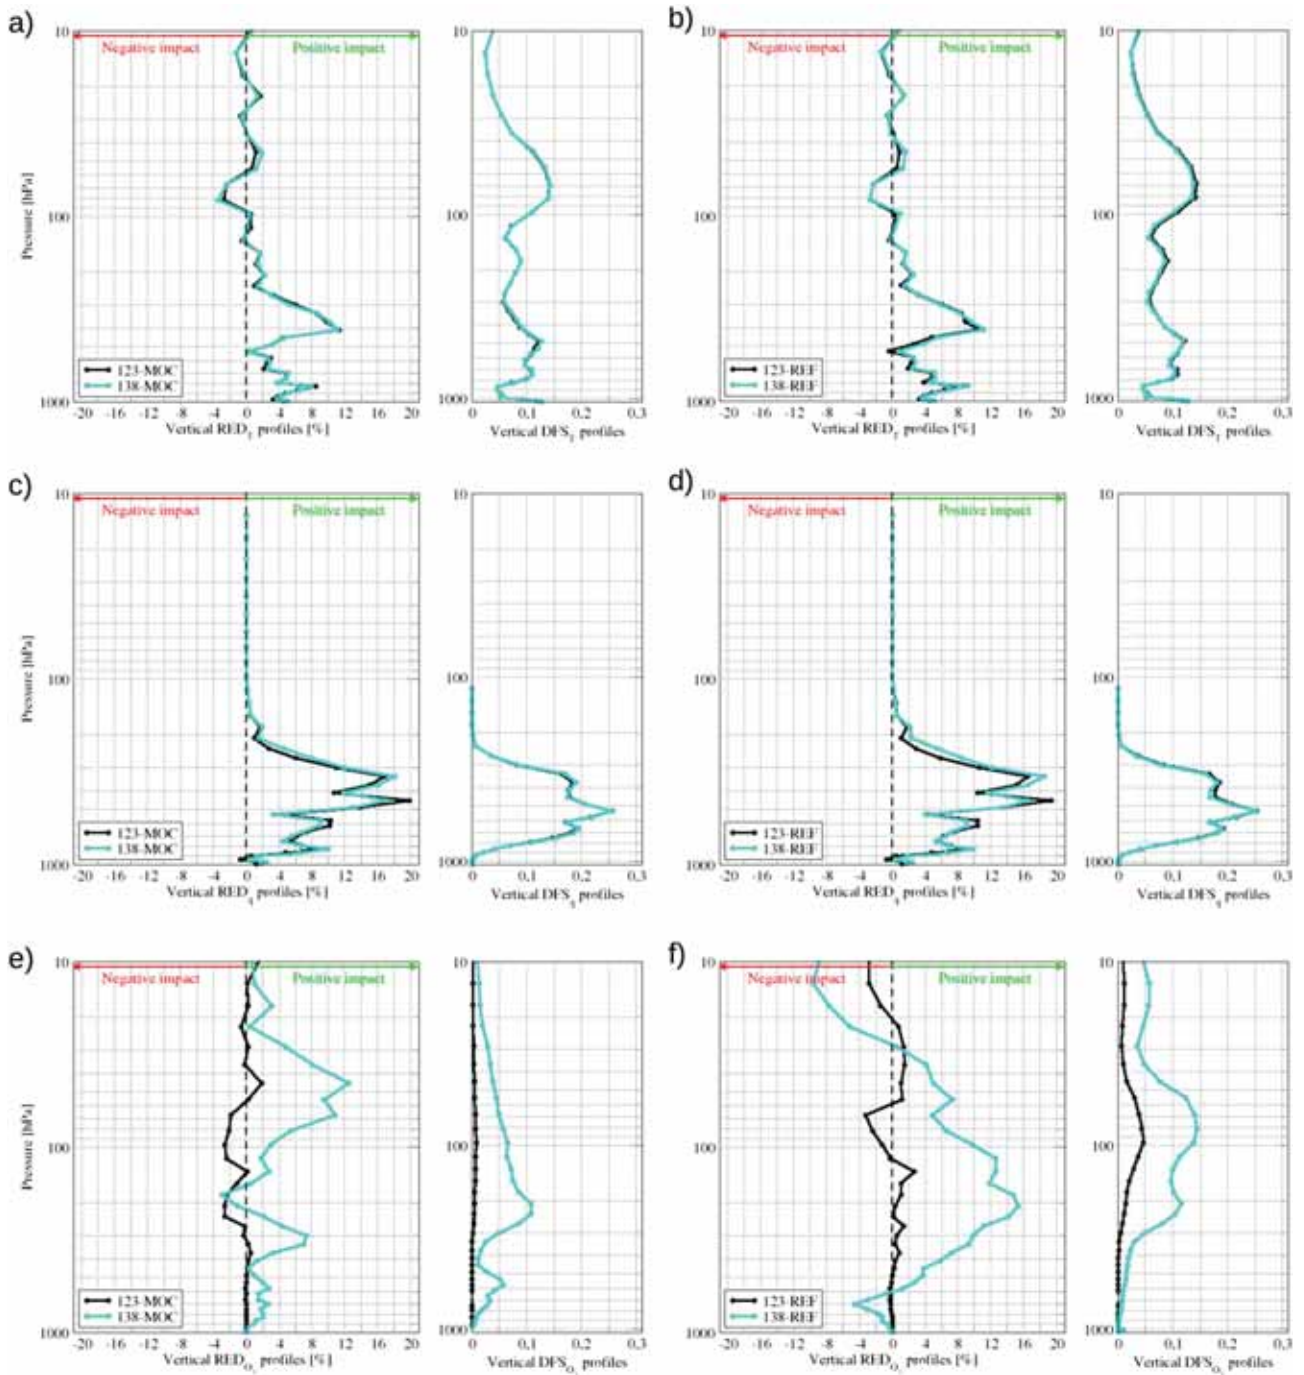 a)
10
100
1000
Pressure [hPa]
Negative impact
Positive impact
123-MOC
138-MOC
-20 -16 -12 -8 -4 0 4 8 12 16 20
Vertical RED_T profiles [%]
0 0,1 0,2 0,3
10
100
1000
Vertical DFS_T profiles
b)
10
100
1000
Negative impact
Positive impact
123-REF
138-REF
-20 -16 -12 -8 -4 0 4 8 12 16 20
Vertical RED_T profiles [%]
10
100
1000
0 0,1 0,2 0,3
Vertical DFS_T profiles
c)
10
100
1000
Pressure [hPa]
Negative impact
Positive impact
123-MOC
138-MOC
-20 -16 -12 -8 -4 0 4 8 12 16 20
Vertical RED_q profiles [%]
10
100
1000
0 0,1 0,2 0,3
Vertical DFS_q profiles
d)
10
100
1000
Negative impact
Positive impact
123-REF
138-REF
-20 -16 -12 -8 -4 0 4 8 12 16 20
Vertical RED_q profiles [%]
10
100
1000
0 0,1 0,2 0,3
Vertical DFS_q profiles
e)
10
100
1000
Pressure [hPa]
Negative impact
Positive impact
123-MOC
138-MOC
-20 -16 -12 -8 -4 0 4 8 12 16 20
Vertical RED_O3 profiles [%]
10
100
1000
0 0,1 0,2 0,3
Vertical DFS_O3 profiles
f)
10
100
1000
Negative impact
Positive impact
123-REF
138-REF
-20 -16 -12 -8 -4 0 4 8 12 16 20
Vertical RED_O3 profiles [%]
10
100
1000
0 0,1 0,2 0,3
Vertical DFS_O3 profiles